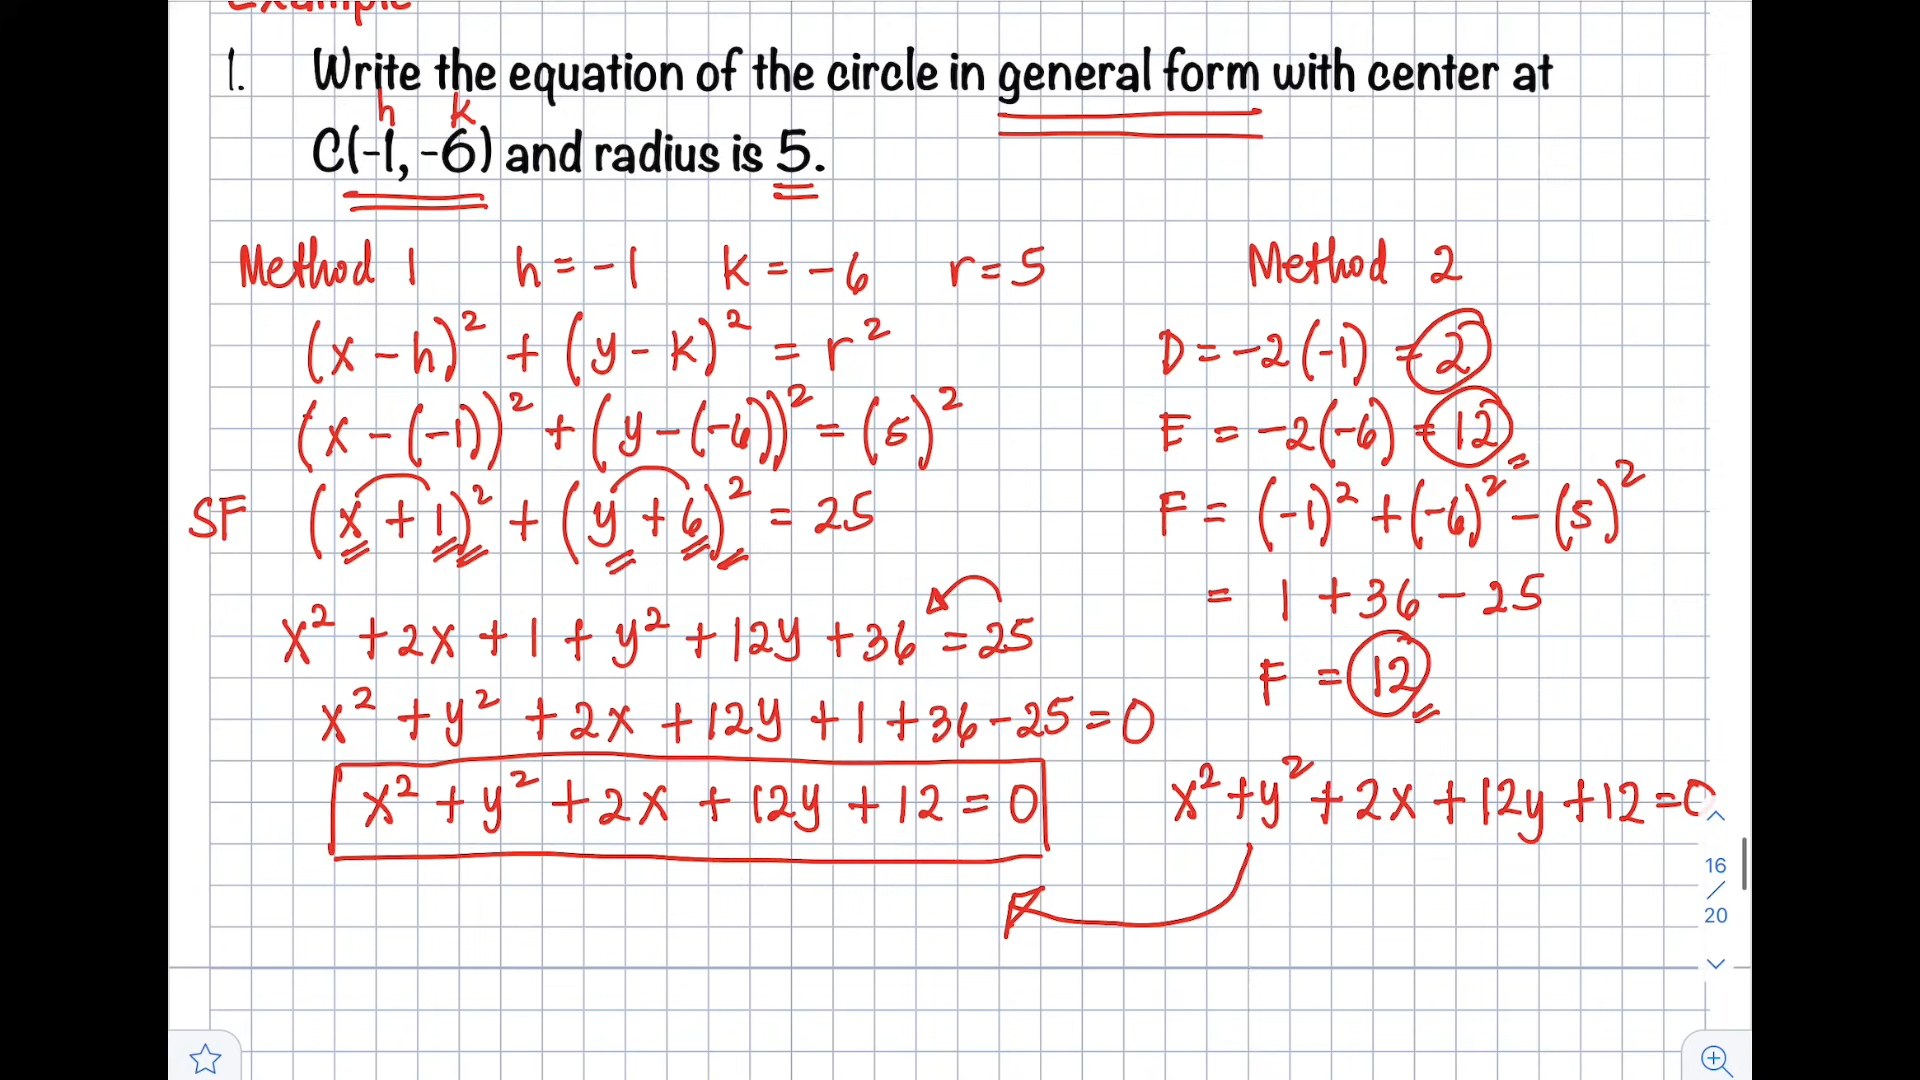 Example
1. Write the equation of the circle in general form with center at
h k
C(-1, -6) and radius is 5.
Method 1 h = -1 k = -6 r = 5
(x - h)² + (y - k)² = r²
(x - (-1))² + (y - (-6))² = (5)²
SF (x + 1)² + (y + 6)² = 25
x² + 2x + 1 + y² + 12y + 36 = 25
x² + y² + 2x + 12y + 1 + 36 - 25 = 0
x² + y² + 2x + 12y + 12 = 0
Method 2
D = -2(-1) = 2
E = -2(-6) = 12
F = (-1)² + (-6)² - (5)²
= 1 + 36 - 25
F = 12
x² + y² + 2x + 12y + 12 = 0
16
/
20